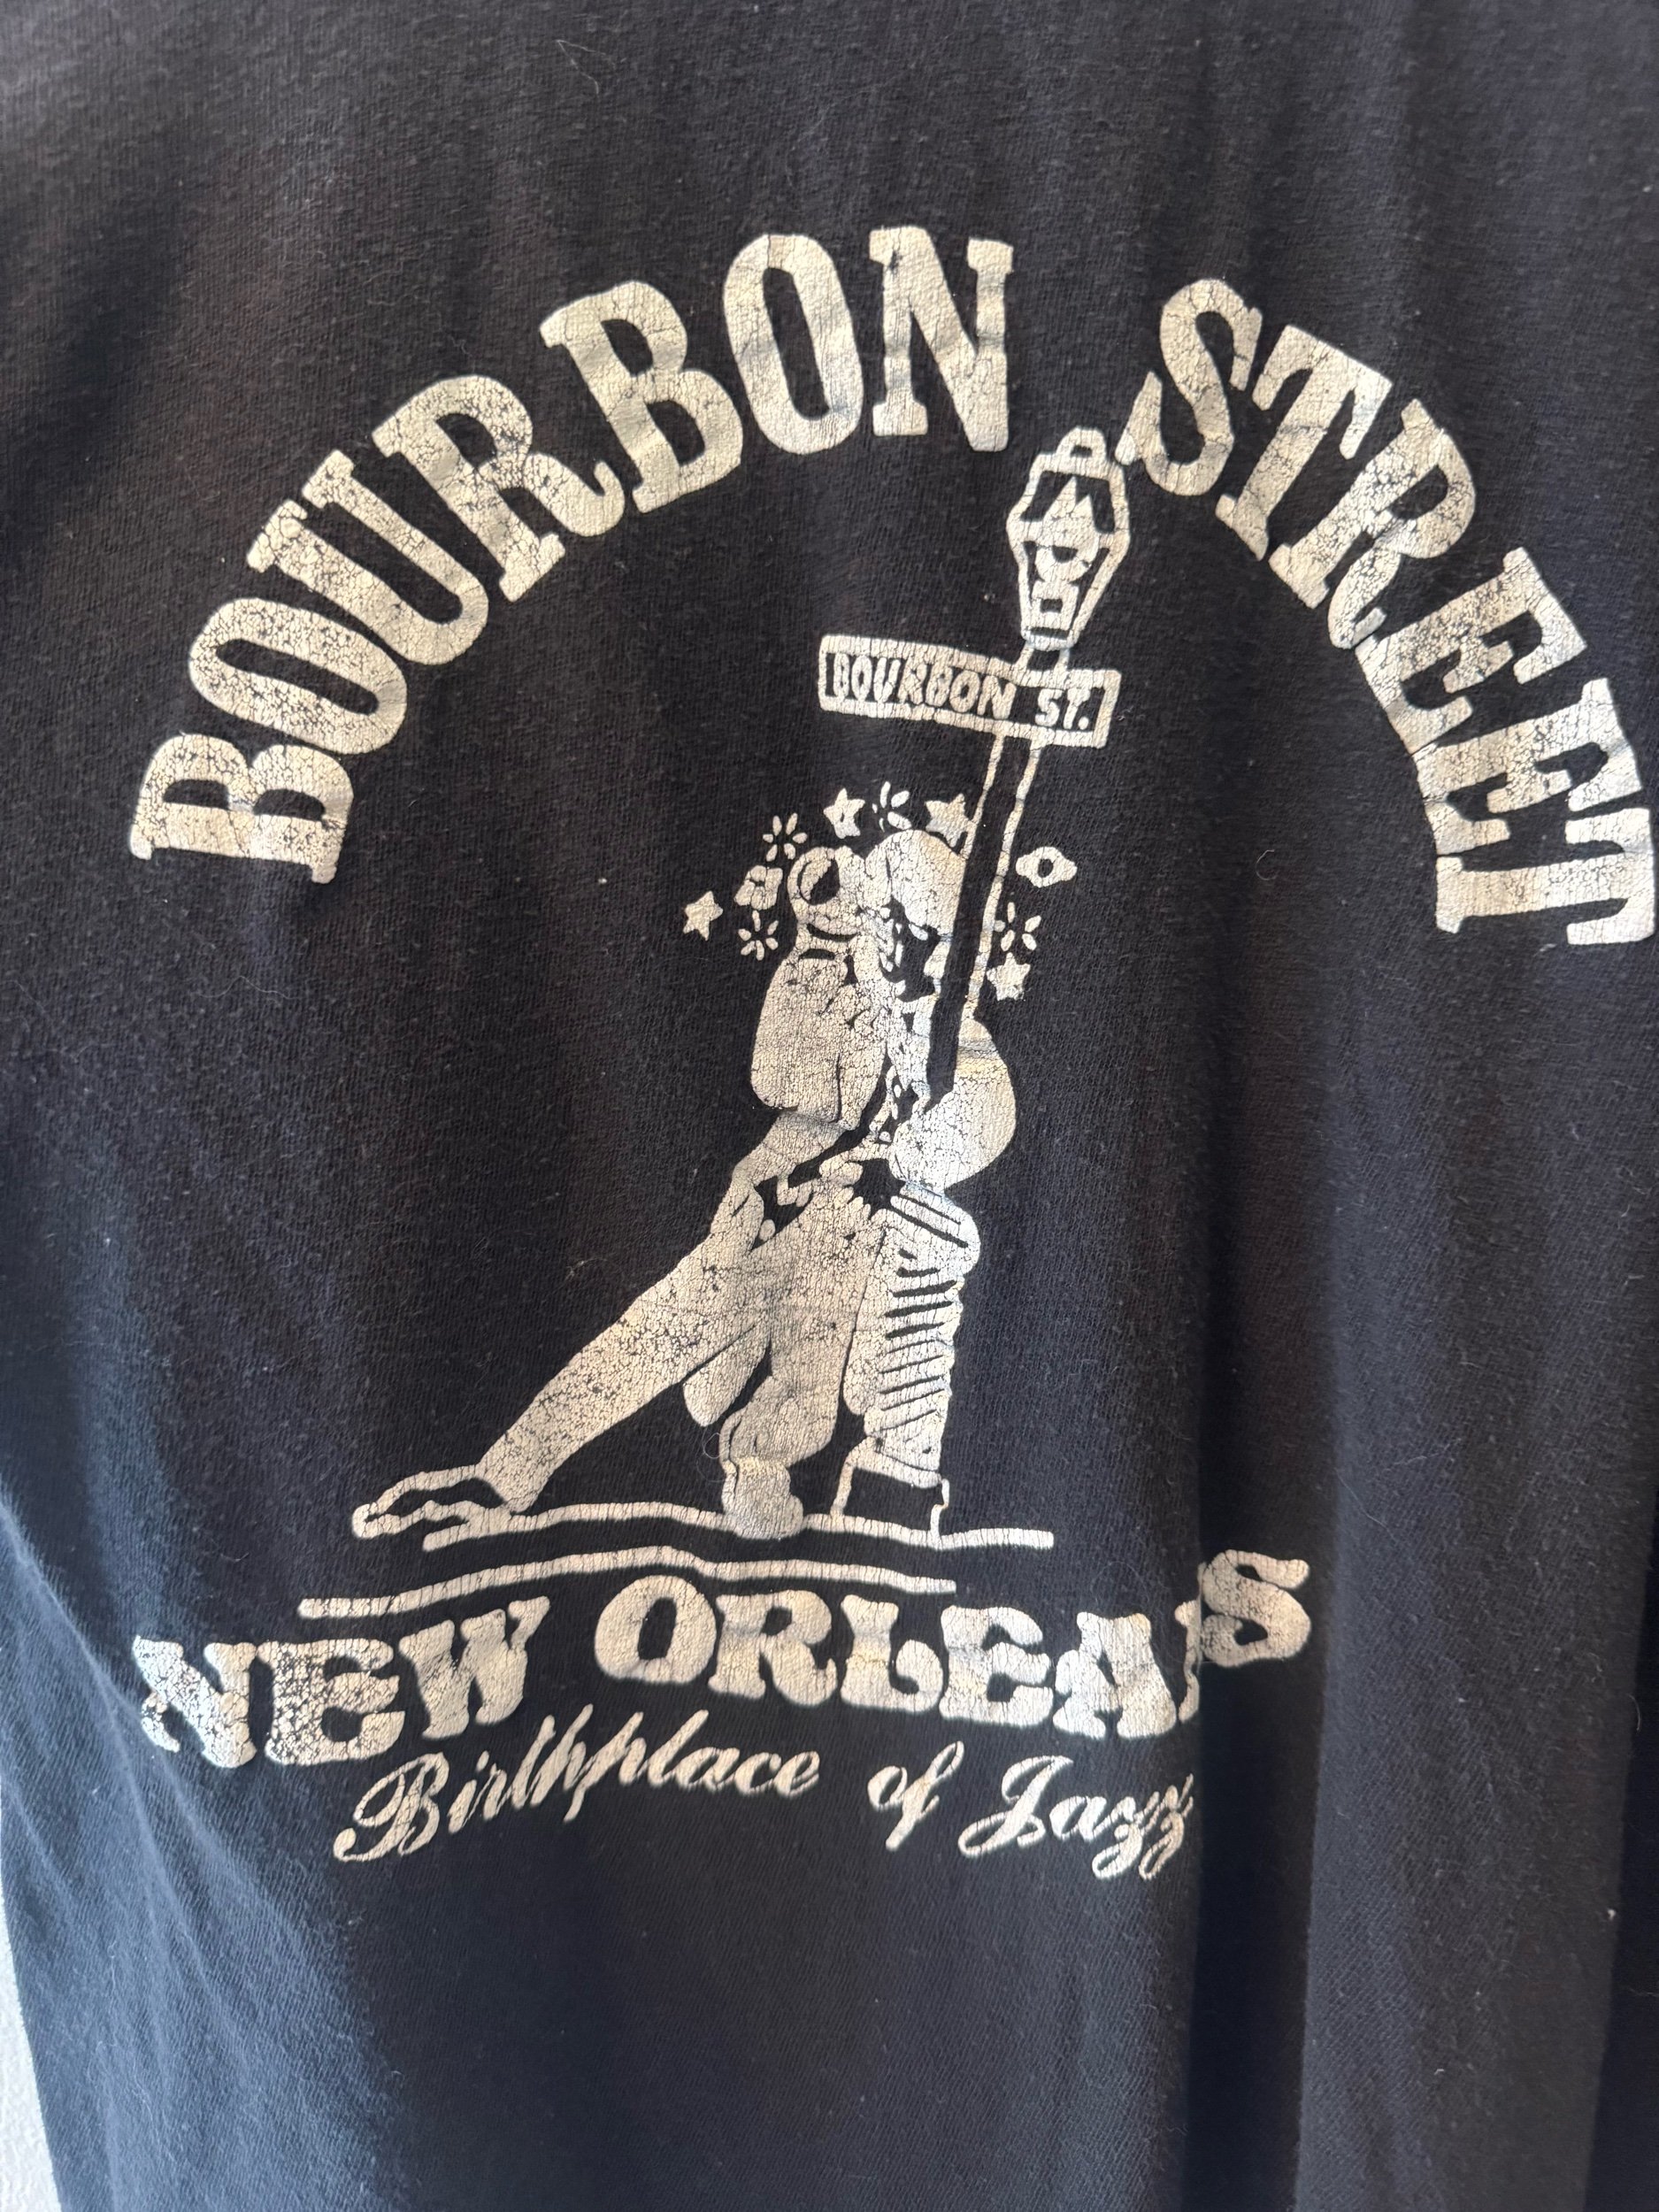 BOURBON STREET
BOURBON ST.
NEW ORLEANS
Birthplace of Jazz